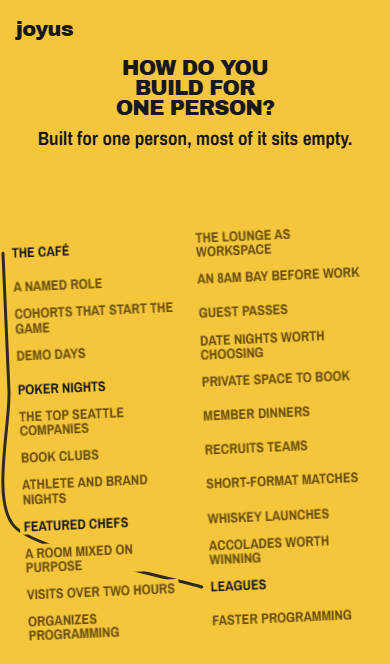 joyus
HOW DO YOU
BUILD FOR
ONE PERSON?
Built for one person, most of it sits empty.
THE CAFÉ
A NAMED ROLE
COHORTS THAT START THE
GAME
DEMO DAYS
POKER NIGHTS
THE TOP SEATTLE
COMPANIES
BOOK CLUBS
ATHLETE AND BRAND
NIGHTS
FEATURED CHEFS
A ROOM MIXED ON
PURPOSE
VISITS OVER TWO HOURS
ORGANIZES
PROGRAMMING
THE LOUNGE AS
WORKSPACE
AN 8AM BAY BEFORE WORK
GUEST PASSES
DATE NIGHTS WORTH
CHOOSING
PRIVATE SPACE TO BOOK
MEMBER DINNERS
RECRUITS TEAMS
SHORT-FORMAT MATCHES
WHISKEY LAUNCHES
ACCOLADES WORTH
WINNING
LEAGUES
FASTER PROGRAMMING